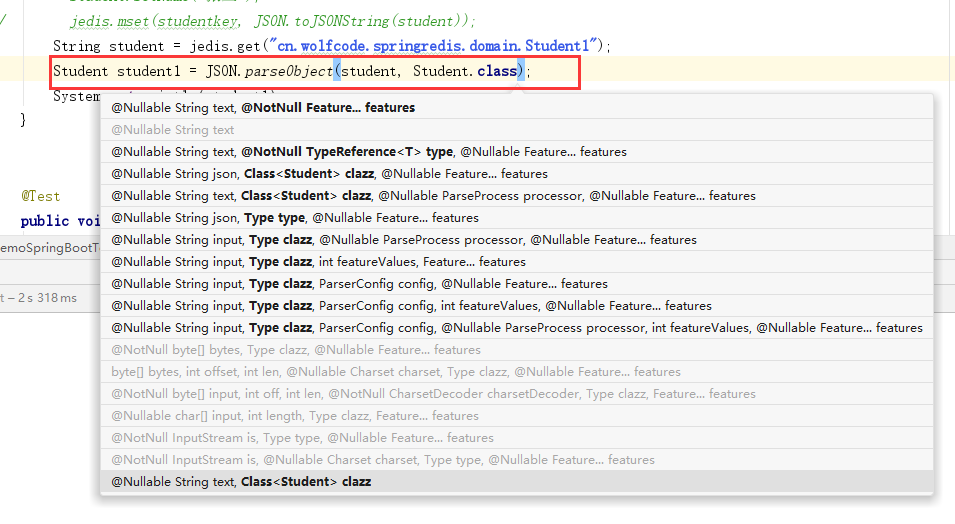 / jedis.mset(studentkey, JSON.toJSONString(student));
String student = jedis.get("cn.wolfcode.springredis.domain.Student1");
Student student1 = JSON.parseObject(student, Student.class);
@Nullable String text, @NotNull Feature... features
@Nullable String text
@Nullable String text, @NotNull TypeReference<T> type, @Nullable Feature... features
@Nullable String json, Class<Student> clazz, @Nullable Feature... features
@Nullable String text, Class<Student> clazz, @Nullable ParseProcess processor, @Nullable Feature... features
@Nullable String json, Type type, @Nullable Feature... features
@Nullable String input, Type clazz, @Nullable ParseProcess processor, @Nullable Feature... features
@Nullable String input, Type clazz, int featureValues, Feature... features
@Nullable String input, Type clazz, ParserConfig config, @Nullable Feature... features
@Nullable String input, Type clazz, ParserConfig config, int featureValues, @Nullable Feature... features
@Nullable String input, Type clazz, ParserConfig config, @Nullable ParseProcess processor, int featureValues, @Nullable Feature... features
@NotNull byte[] bytes, Type clazz, @Nullable Feature... features
byte[] bytes, int offset, int len, @Nullable Charset charset, Type clazz, @Nullable Feature... features
@NotNull byte[] input, int off, int len, @NotNull CharsetDecoder charsetDecoder, Type clazz, Feature... features
@Nullable char[] input, int length, Type clazz, Feature... features
@NotNull InputStream is, Type type, @Nullable Feature... features
@NotNull InputStream is, @Nullable Charset charset, Type type, @Nullable Feature... features
@Nullable String text, Class<Student> clazz
}
@Test
public voi
emoSpringBootT
t – 2 s 318 ms